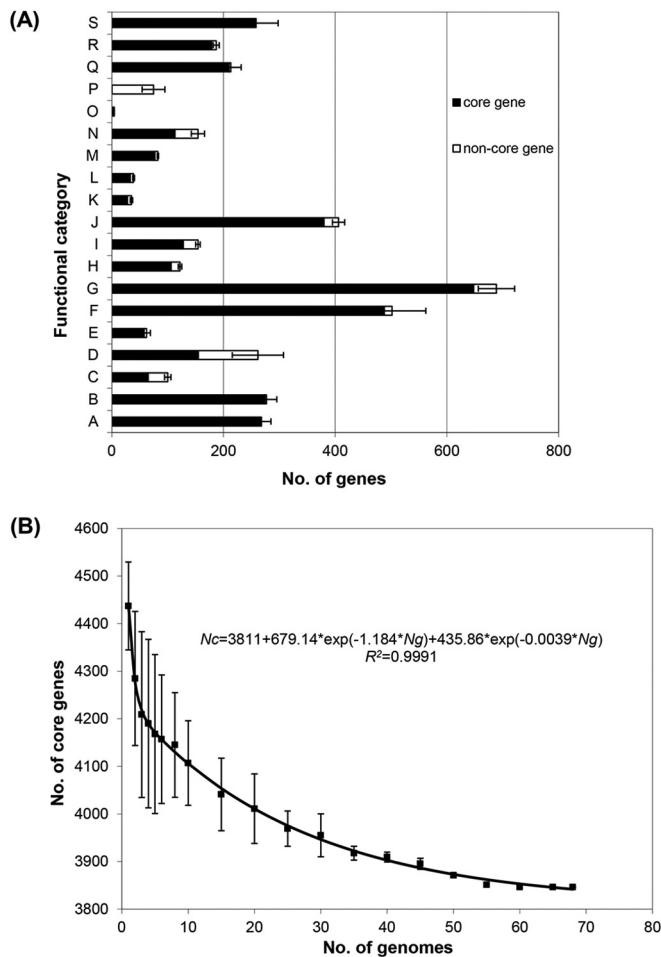 (A)
Functional category
S
R
Q
P
O
N
M
L
K
J
I
H
G
F
E
D
C
B
A
core gene
non-core gene
0 200 400 600 800
No. of genes
(B)
No. of core genes
4600
4500
4400
4300
4200
4100
4000
3900
3800
Nc=3811+679.14*exp(-1.184*Ng)+435.86*exp(-0.0039*Ng)
R²=0.9991
0 10 20 30 40 50 60 70 80
No. of genomes